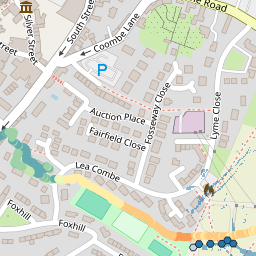 Silver Street
South Street
Coombe Lane
Road
Street
P
Auction Place
Fairfield Close
Fosseway Close
Lyme Close
Lea Combe
Foxhill
Foxhill